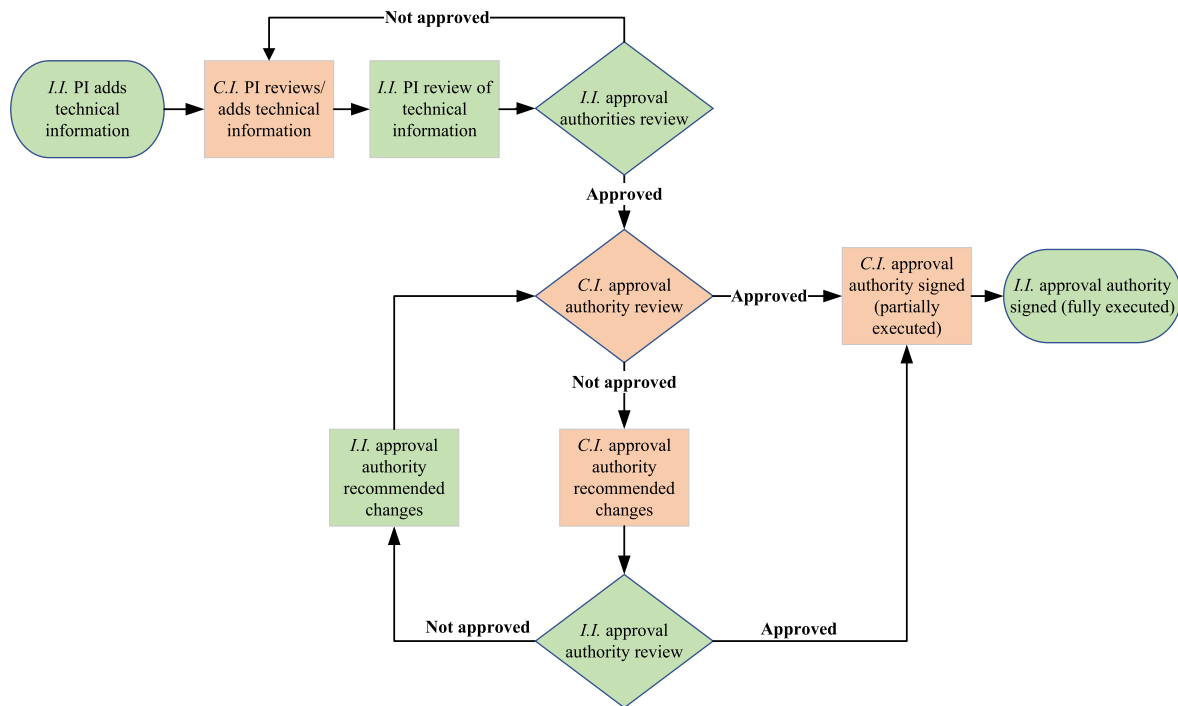 Not approved
I.I. PI adds
technical
information
C.I. PI reviews/
adds technical
information
I.I. PI review of
technical
information
I.I. approval
authorities review
Approved
C.I. approval
authority review
Approved
C.I. approval
authority signed
(partially
executed)
I.I. approval authority
signed (fully executed)
Not approved
I.I. approval
authority
recommended
changes
C.I. approval
authority
recommended
changes
Not approved
I.I. approval
authority review
Approved